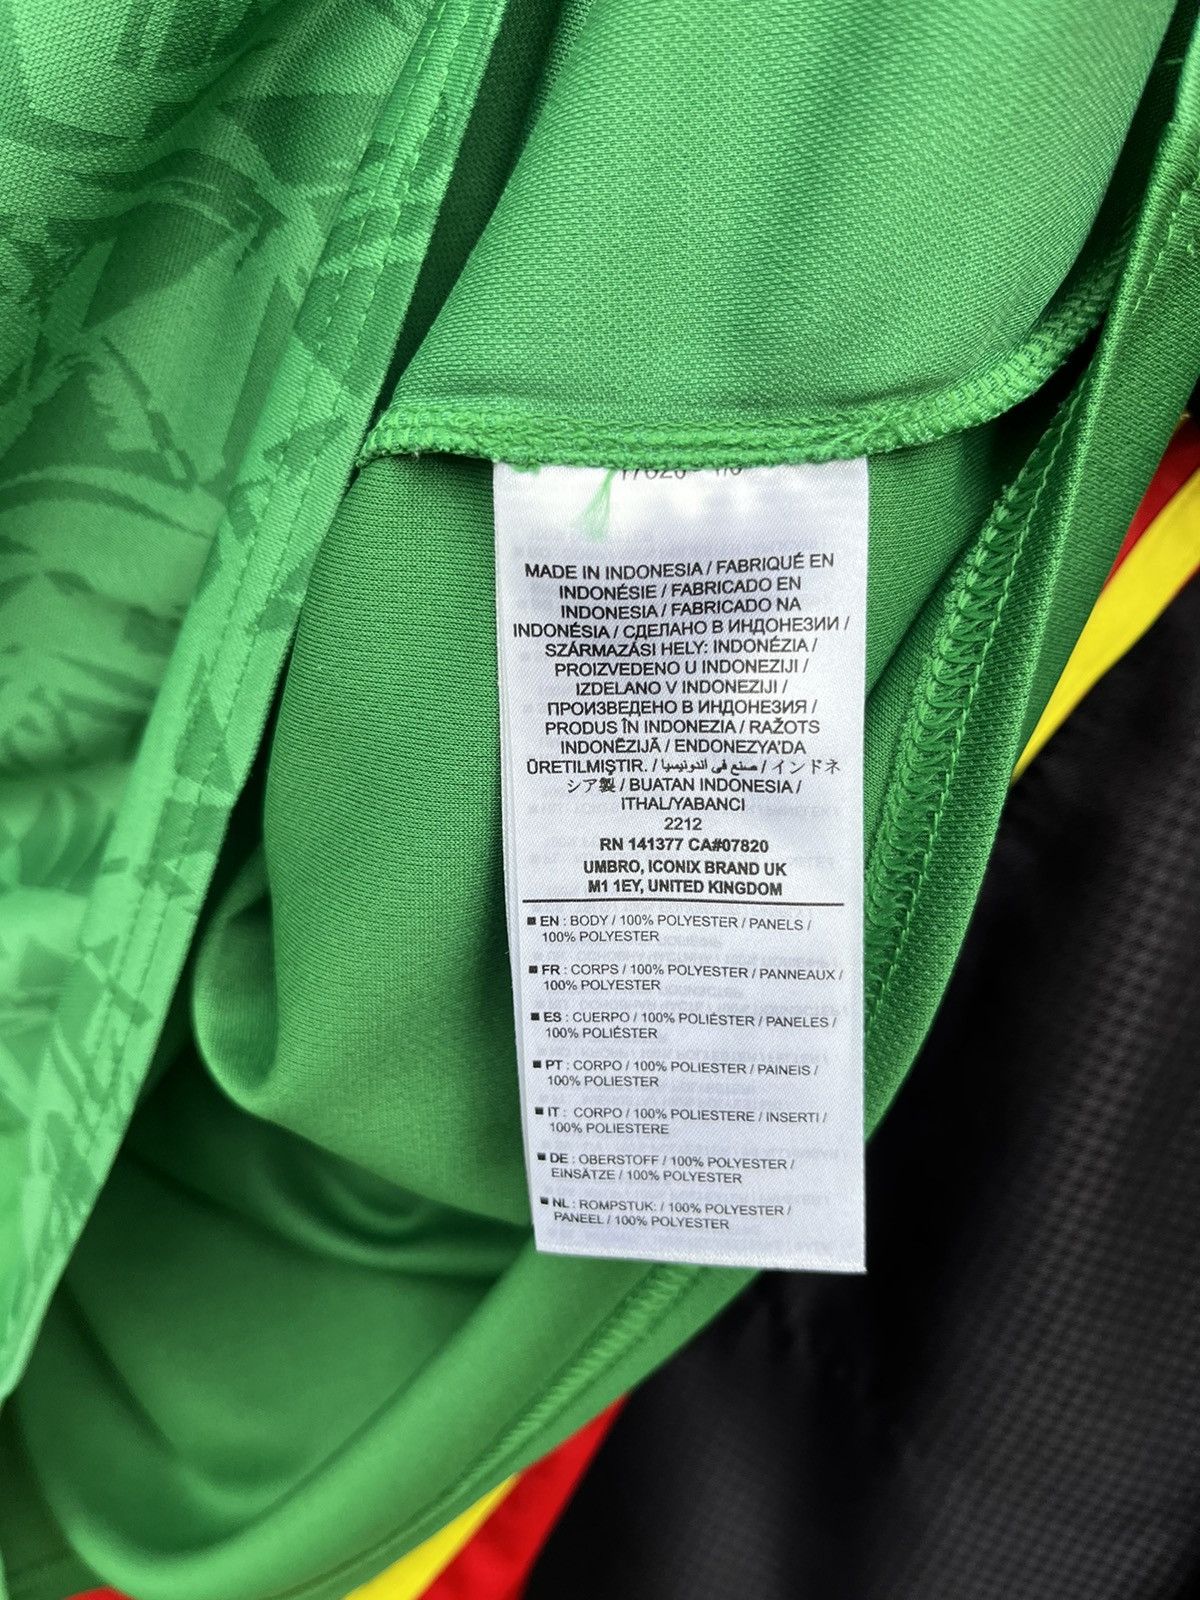 MADE IN INDONESIA / FABRIQUÉ EN
INDONÉSIE / FABRICADO EN
INDONESIA / FABRICADO NA
INDONÉSIA / СДЕЛАНО В ИНДОНЕЗИИ /
SZÁRMAZÁSI HELY: INDONÉZIA /
PROIZVEDENO U INDONEZIJI /
IZDELANO V INDONEZIJI /
ПРОИЗВЕДЕНО В ИНДОНЕЗИЯ /
PRODUS ÎN INDONEZIA / RAŽOTS
INDONĒZIJĀ / ENDONEZYA'DA
ÜRETILMIŞTIR. / صنع في اندونيسيا / インドネ
シア製 / BUATAN INDONESIA /
ITHAL/YABANCI
2212
RN 141377 CA#07820
UMBRO, ICONIX BRAND UK
M1 1EY, UNITED KINGDOM
■ EN : BODY / 100% POLYESTER / PANELS /
100% POLYESTER
■ FR : CORPS / 100% POLYESTER / PANNEAUX /
100% POLYESTER
■ ES : CUERPO / 100% POLIÉSTER / PANELES /
100% POLIÉSTER
■ PT : CORPO / 100% POLIESTER / PAINEIS /
100% POLIESTER
■ IT : CORPO / 100% POLIESTERE / INSERTI /
100% POLIESTERE
■ DE : OBERSTOFF / 100% POLYESTER /
EINSÄTZE / 100% POLYESTER
■ NL : ROMPSTUK: / 100% POLYESTER /
PANEEL / 100% POLYESTER